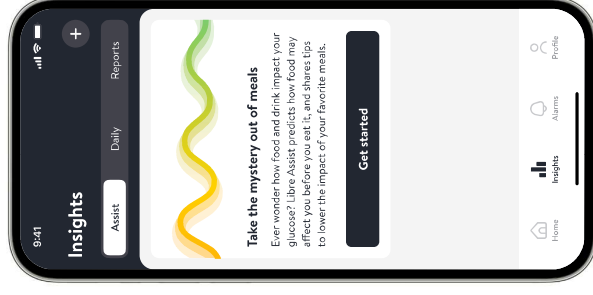 9:41
Insights
+
Assist
Daily
Reports
Take the mystery out of meals
Ever wonder how food and drink impact your
glucose? Libre Assist predicts how food may
affect you before you eat it, and shares tips
to lower the impact of your favorite meals.
Get started
Home
Insights
Alarms
Profile